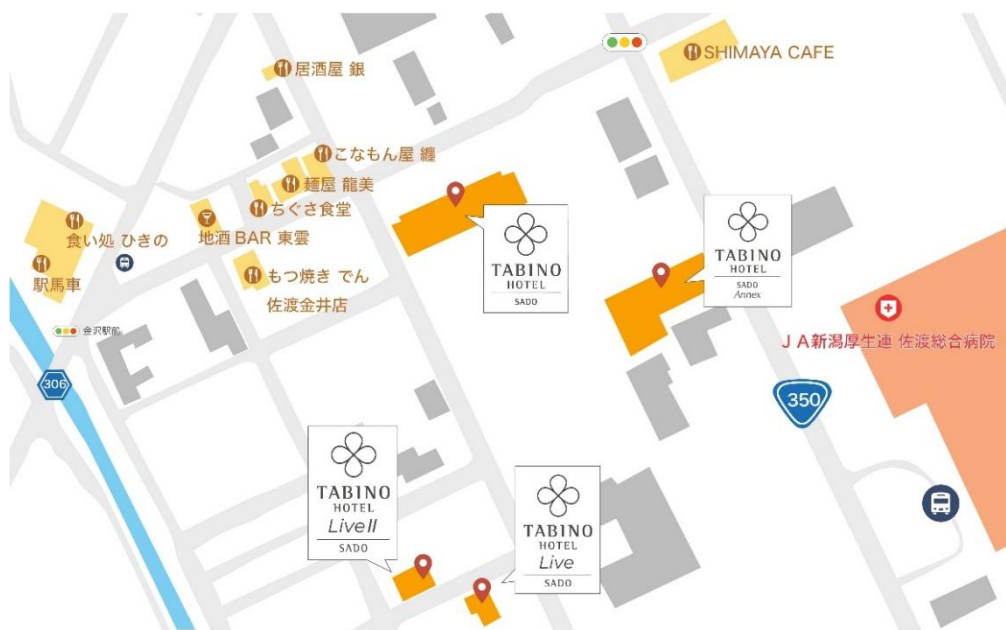 SHIMAYA CAFE
居酒屋 銀
こなもん屋 纏
麺屋 龍美
ちぐさ食堂
地酒 BAR 東雲
食い処 ひきの
駅馬車
もつ焼き でん
佐渡金井店
金沢駅前
306
TABINO
HOTEL
SADO
TABINO
HOTEL
SADO
Annex
JA新潟厚生連 佐渡総合病院
350
TABINO
HOTEL
Live II
SADO
TABINO
HOTEL
Live
SADO